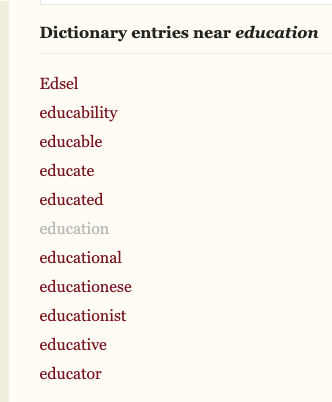 Dictionary entries near education
Edsel
educability
educable
educate
educated
education
educational
educationese
educationist
educative
educator